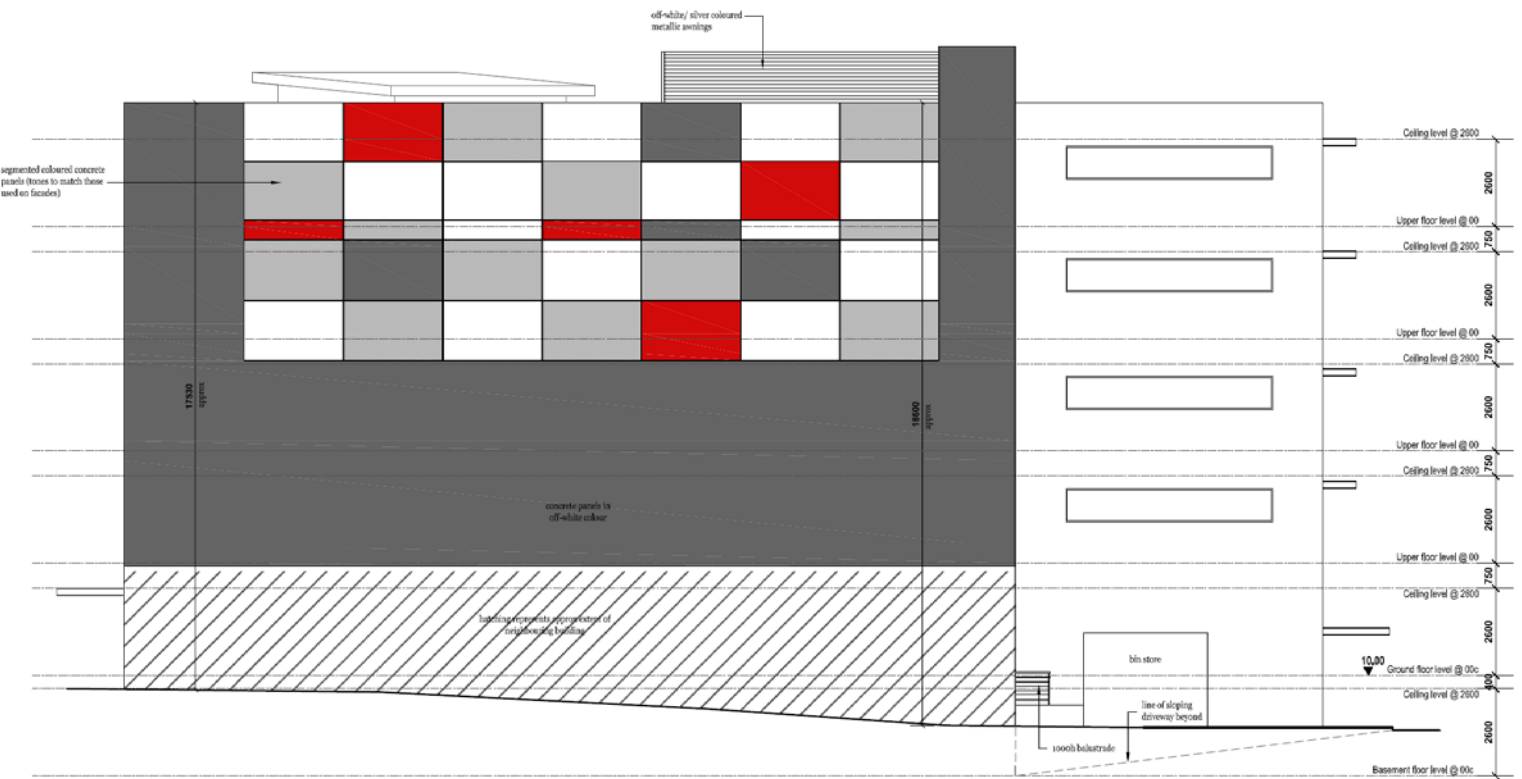 off-white/ silver coloured
metallic awnings
segmented coloured concrete
panels (tones to match those
used on facades)
Ceiling level @ 2600
2600
Upper floor level @ 00
750
Ceiling level @ 2600
2600
Upper floor level @ 00
750
Ceiling level @ 2600
17530
approx
18600
approx
2600
Upper floor level @ 00
750
Ceiling level @ 2600
concrete panels in
off-white colour
2600
Upper floor level @ 00
750
Ceiling level @ 2600
hatching represents approx extent of
neighbouring building
2600
bin store
10.00
Ground floor level @ 00c
400
Ceiling level @ 2600
line of sloping
driveway beyond
2600
1000h balustrade
Basement floor level @ 00c